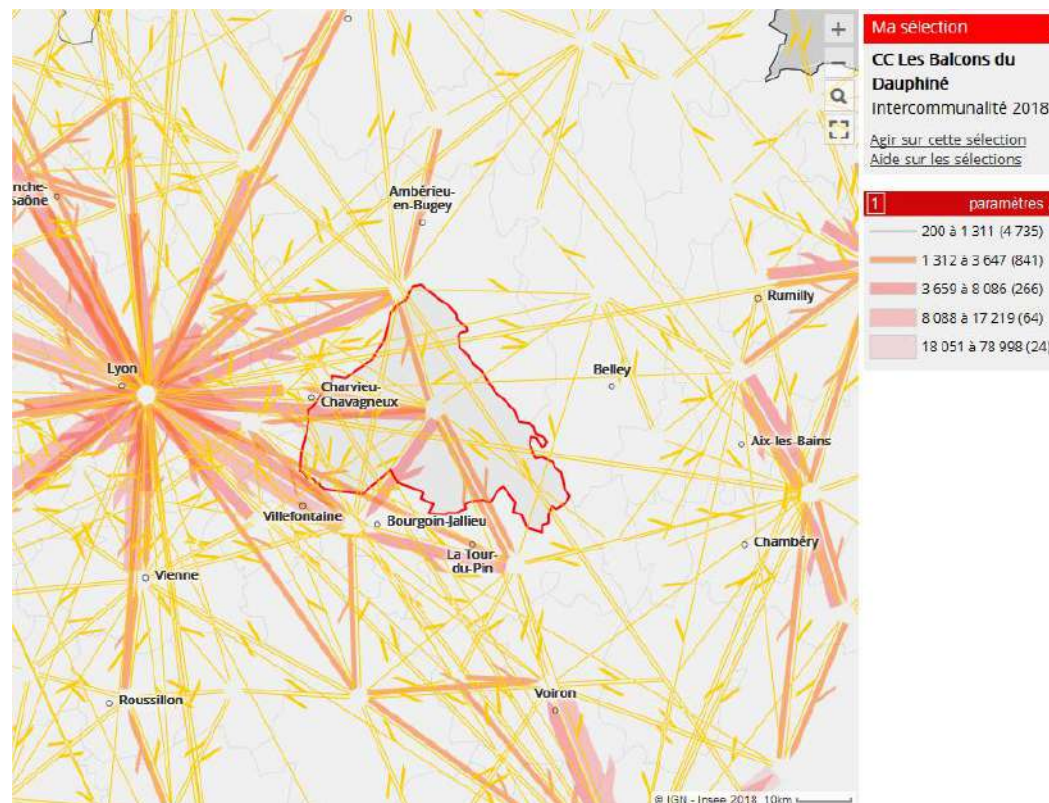 Ambérieu-
en-Bugey
nche-
Saône
Rumilly
Lyon
Belley
Charvieu-
Chavagneux
Aix-les-Bains
Villefontaine
Bourgoin-Jallieu
La Tour-
du-Pin
Chambéry
Vienne
Roussillon
Voiron
© IGN - Insee 2018 10km
Ma sélection
CC Les Balcons du
Dauphiné
Intercommunalité 2018
Agir sur cette sélection
Aide sur les sélections
1 paramètres
200 à 1 311 (4 735)
1 312 à 3 647 (841)
3 659 à 8 086 (266)
8 088 à 17 219 (64)
18 051 à 78 998 (24)